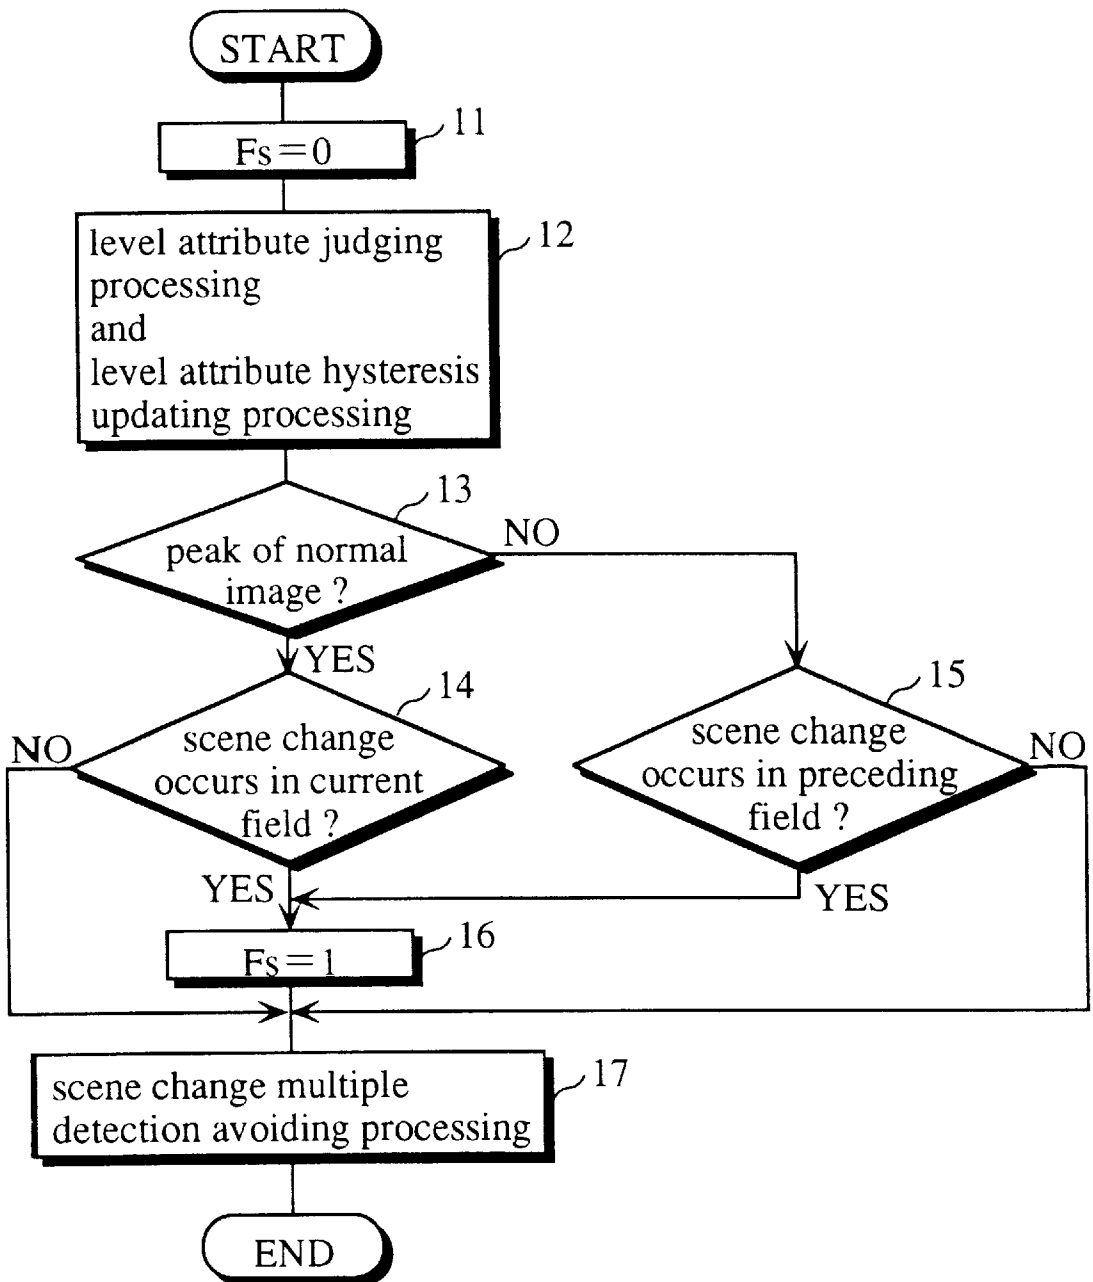 START
11
Fs=0
12
level attribute judging
processing
and
level attribute hysteresis
updating processing
13
peak of normal
image ?
NO
YES
14
scene change
occurs in current
field ?
NO
YES
15
scene change
occurs in preceding
field ?
NO
YES
16
Fs=1
17
scene change multiple
detection avoiding processing
END